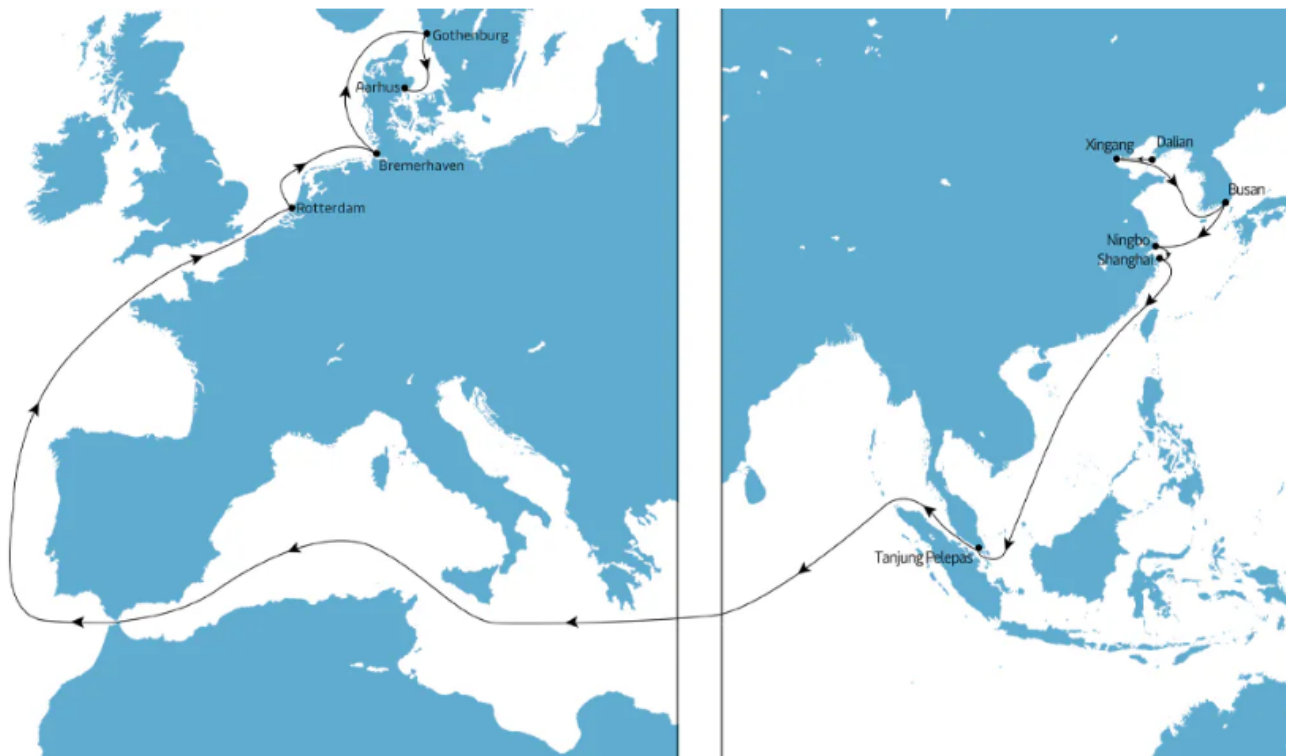 Gothenburg
Aarhus
Bremerhaven
Rotterdam
Xingang
Dalian
Busan
Ningbo
Shanghai
Tanjung Pelepas